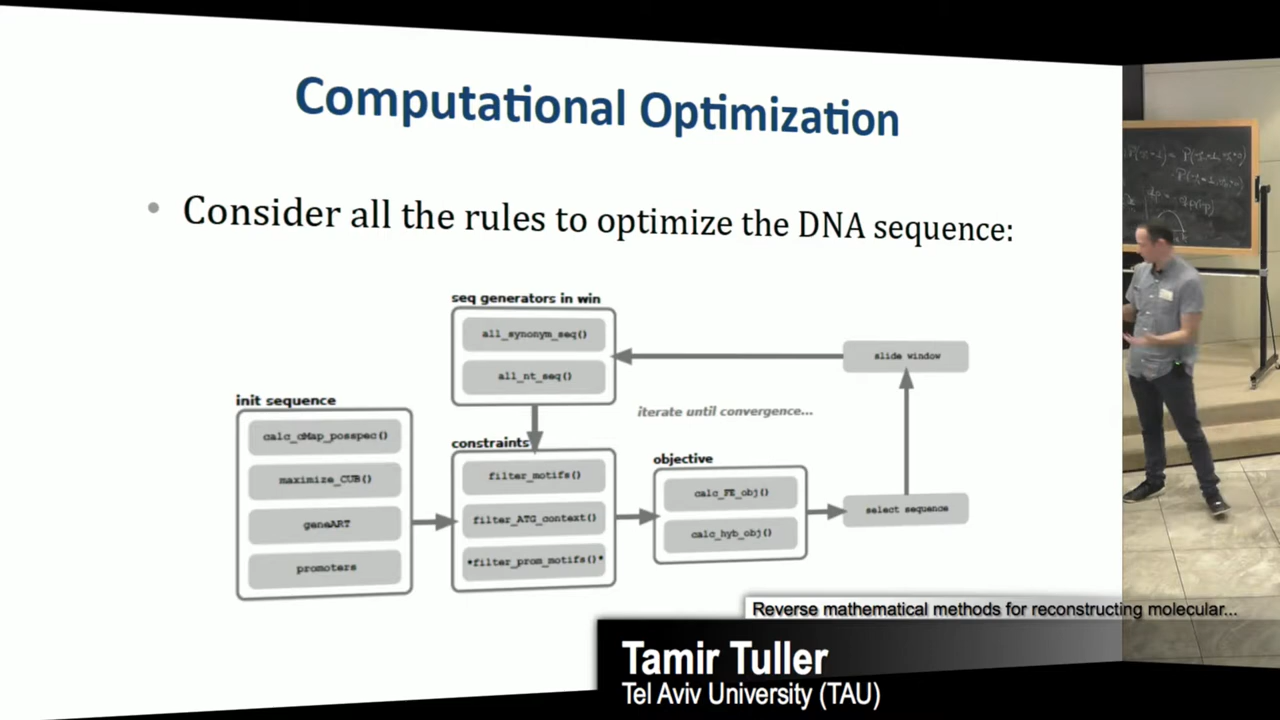 Computational Optimization
• Consider all the rules to optimize the DNA sequence:
seq generators in win
all_synonym_seq()
all_nt_seq()
slide window
iterate until convergence...
init sequence
calc_cMap_posspec()
maximize_CUB()
geneART
promoters
constraints
filter_motifs()
filter_ATG_context()
*filter_prom_motifs()*
objective
calc_FE_obj()
calc_hyb_obj()
select sequence
Reverse mathematical methods for reconstructing molecular...
Tamir Tuller
Tel Aviv University (TAU)